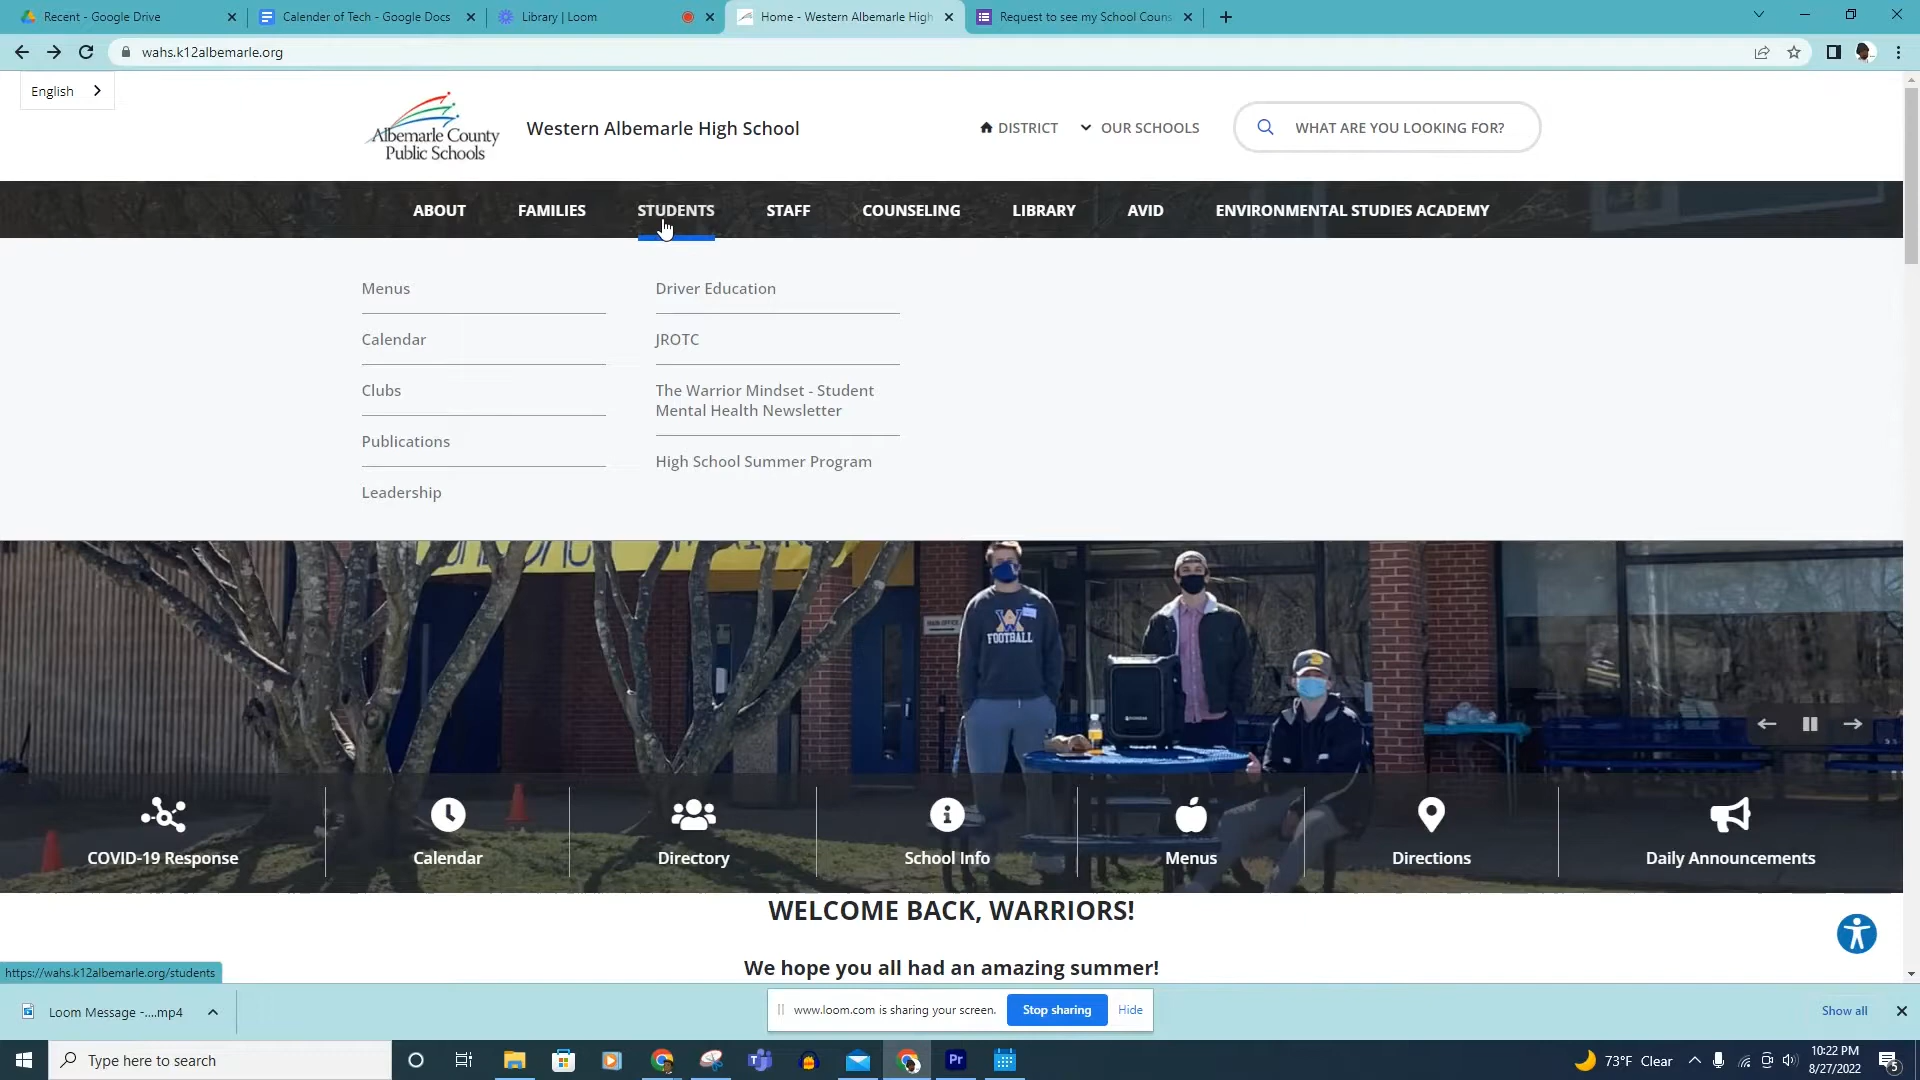 Recent - Google Drive
Calender of Tech - Google Docs
Library | Loom
Home - Western Albemarle High
Request to see my School Couns
wahs.k12albemarle.org
English
Albemarle County
Public Schools
Western Albemarle High School
DISTRICT
OUR SCHOOLS
WHAT ARE YOU LOOKING FOR?
ABOUT
FAMILIES
STUDENTS
STAFF
COUNSELING
LIBRARY
AVID
ENVIRONMENTAL STUDIES ACADEMY
Menus
Driver Education
Calendar
JROTC
Clubs
The Warrior Mindset - Student
Mental Health Newsletter
Publications
High School Summer Program
Leadership
MAIN OFFICE
W
FOOTBALL
COVID-19 Response
Calendar
Directory
School Info
Menus
Directions
Daily Announcements
WELCOME BACK, WARRIORS!
We hope you all had an amazing summer!
https://wahs.k12albemarle.org/students
Loom Message -....mp4
www.loom.com is sharing your screen.
Stop sharing
Hide
Show all
Type here to search
Pr
73°F Clear
10:22 PM
8/27/2022
5